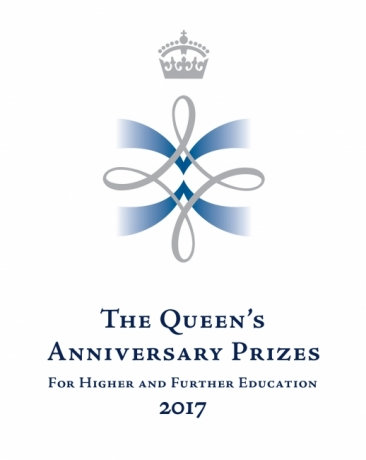 The Queen's
Anniversary Prizes
For Higher and Further Education
2017